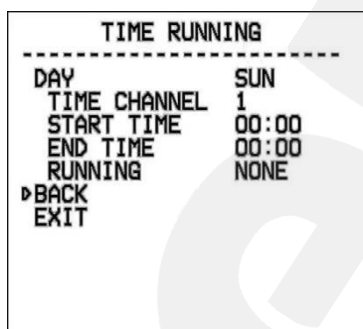 TIME RUNNING
------------------------
DAY SUN
TIME CHANNEL 1
START TIME 00:00
END TIME 00:00
RUNNING NONE
▷BACK
EXIT